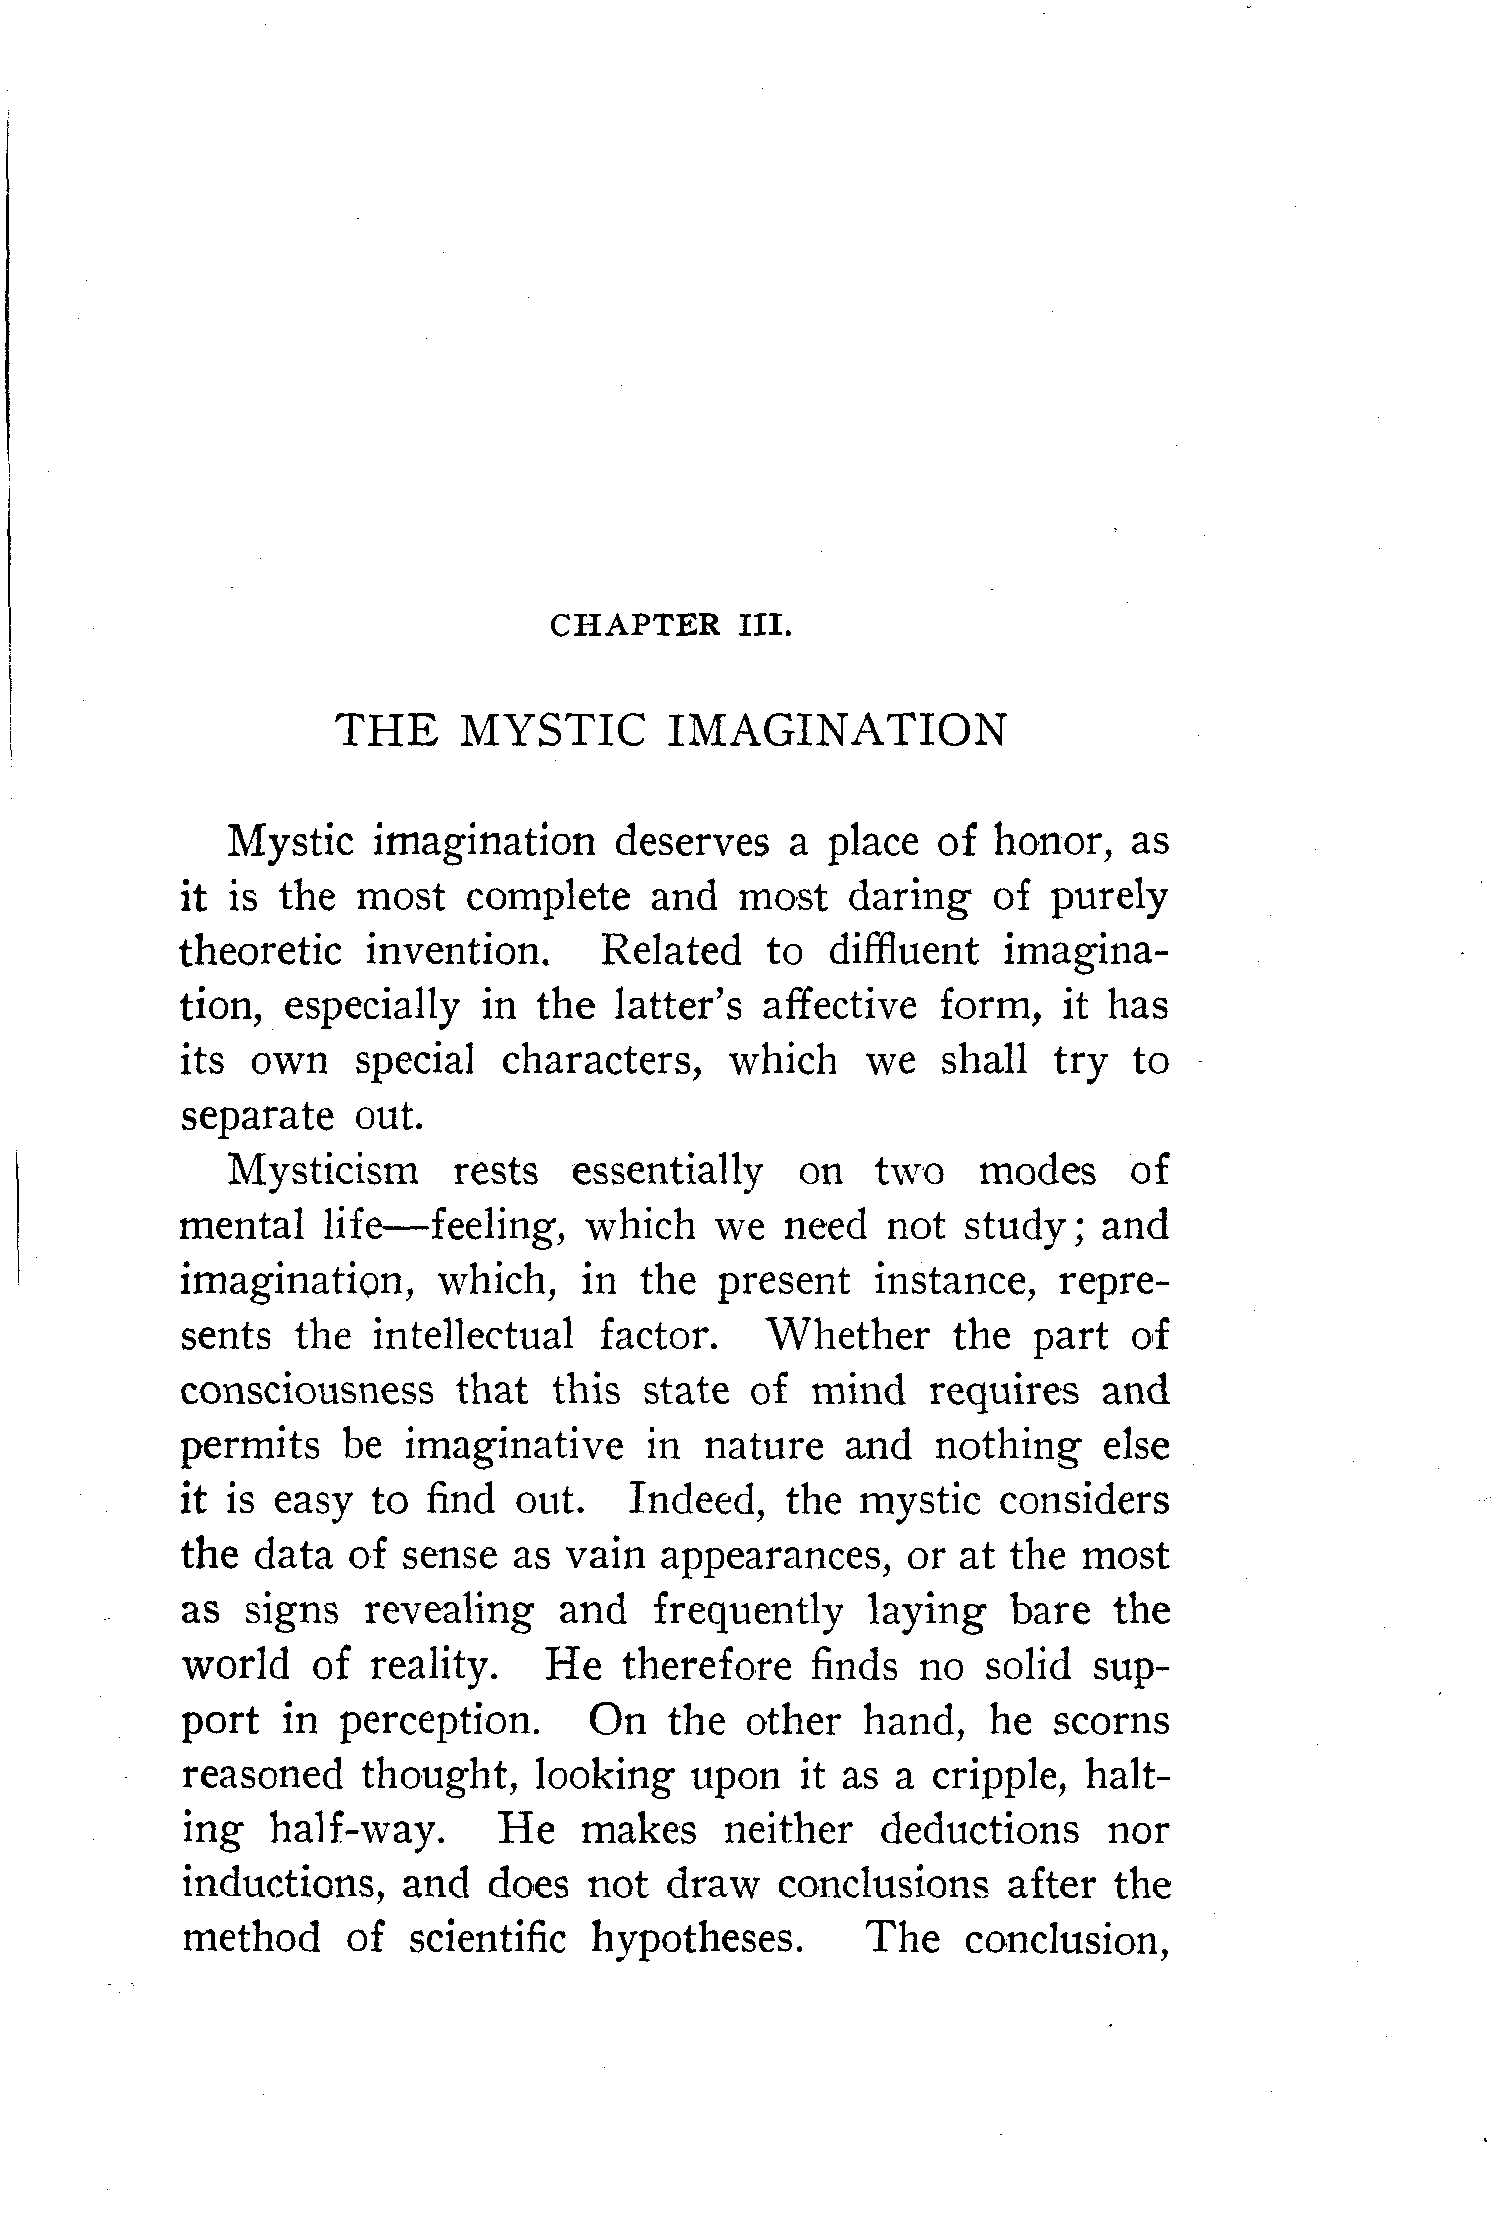 CHAPTER III.
THE MYSTIC IMAGINATION
Mystic imagination deserves a place of honor, as
it is the most complete and most daring of purely
theoretic invention. Related to diffluent imagina-
tion, especially in the latter's affective form, it has
its own special characters, which we shall try to
separate out.
Mysticism rests essentially on two modes of
mental life—feeling, which we need not study; and
imagination, which, in the present instance, repre-
sents the intellectual factor. Whether the part of
consciousness that this state of mind requires and
permits be imaginative in nature and nothing else
it is easy to find out. Indeed, the mystic considers
the data of sense as vain appearances, or at the most
as signs revealing and frequently laying bare the
world of reality. He therefore finds no solid sup-
port in perception. On the other hand, he scorns
reasoned thought, looking upon it as a cripple, halt-
ing half-way. He makes neither deductions nor
inductions, and does not draw conclusions after the
method of scientific hypotheses. The conclusion,